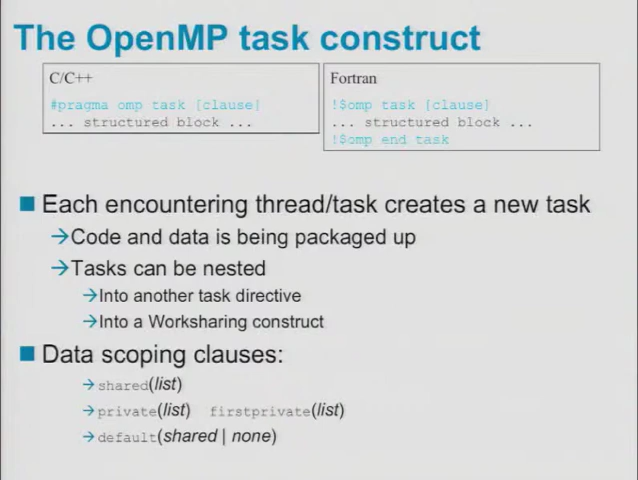 The OpenMP task construct
C/C++
#pragma omp task [clause]
... structured block ...
Fortran
!$omp task [clause]
... structured block ...
!$omp end task
Each encountering thread/task creates a new task
→Code and data is being packaged up
→Tasks can be nested
→Into another task directive
→Into a Worksharing construct
Data scoping clauses:
→shared(list)
→private(list) firstprivate(list)
→default(shared | none)